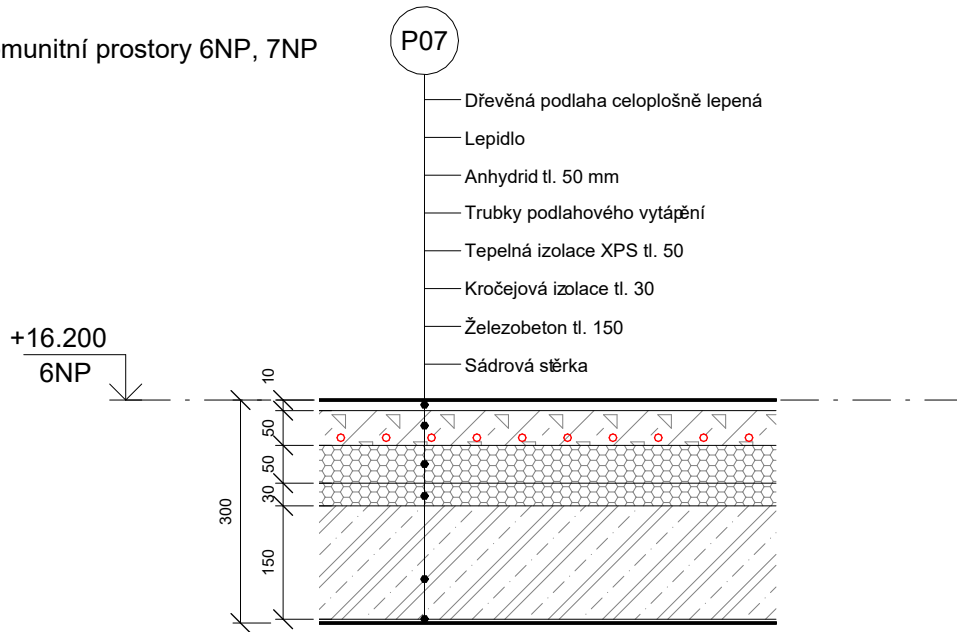 munitní prostory 6NP, 7NP
P07
Dřevěná podlaha celoplošně lepená
Lepidlo
Anhydrid tl. 50 mm
Trubky podlahového vytápění
Tepelná izolace XPS tl. 50
Kročejová izolace tl. 30
Železobeton tl. 150
Sádrová stěrka
+16.200
6NP
10
50
50
30
150
300